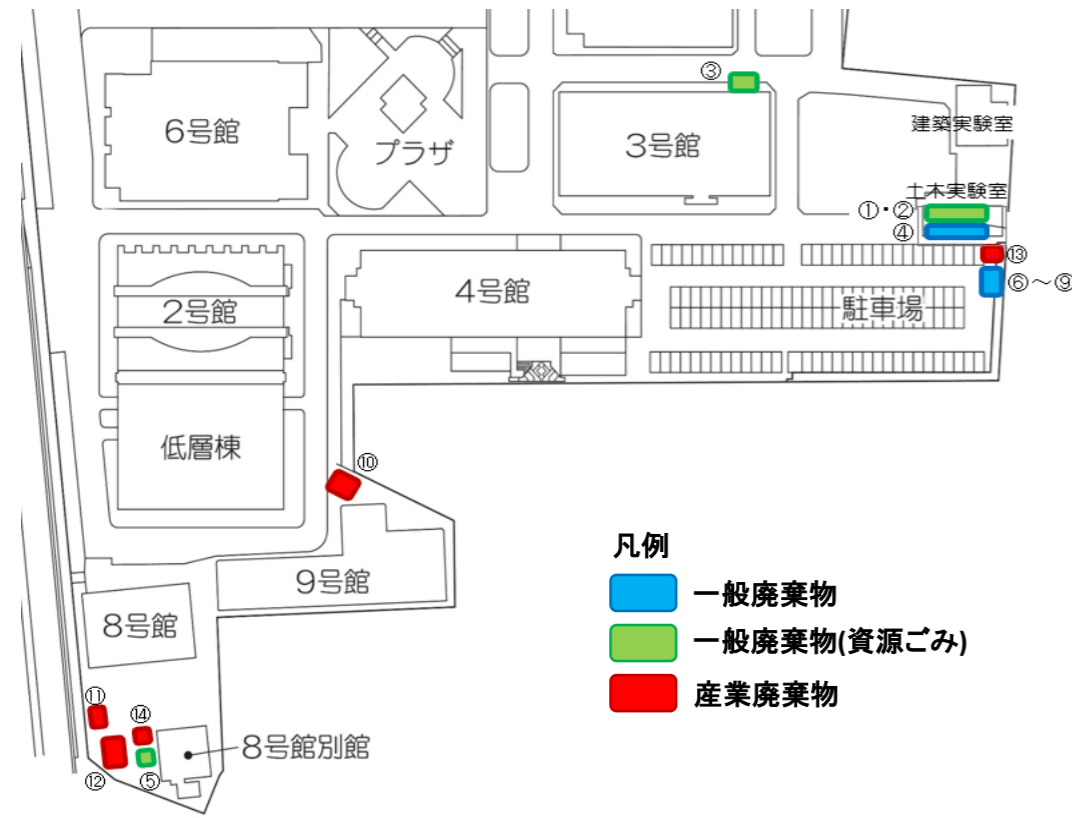 ③
6号館
プラザ
3号館
建築実験室
土木実験室
①・②
④
⑬
⑥～⑨
2号館
4号館
駐車場
低層棟
⑩
9号館
8号館
⑪
⑭
⑫
⑤
8号館別館
凡例
一般廃棄物
一般廃棄物(資源ごみ)
産業廃棄物